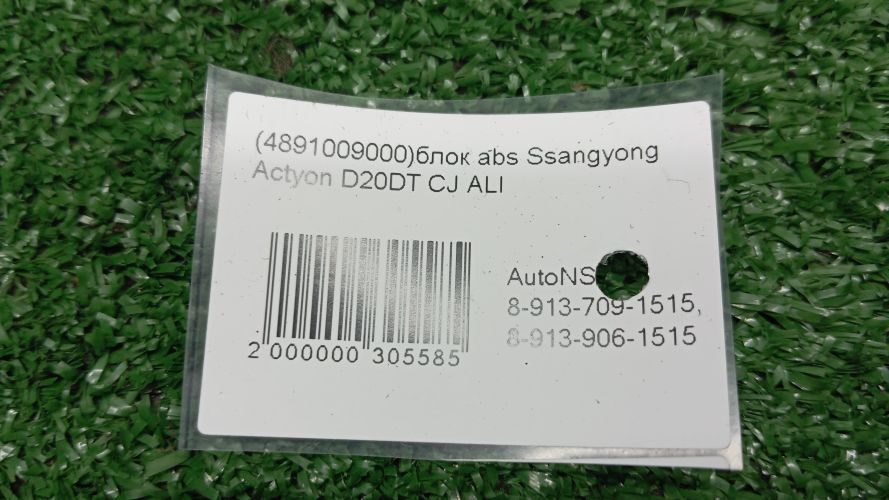 (4891009000)блок abs Ssangyong
Actyon D20DT CJ ALI
AutoNS
8-913-709-1515,
8-913-906-1515
2 000000 305585